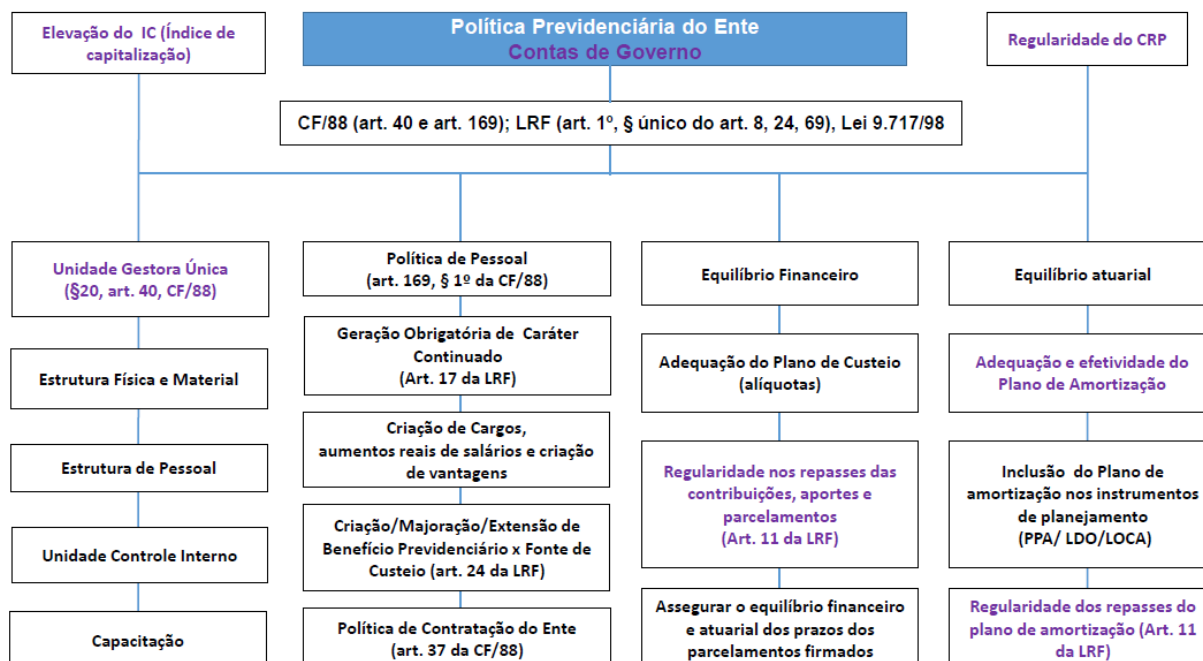 Elevação do IC (Índice de
capitalização)
Política Previdenciária do Ente
Contas de Governo
Regularidade do CRP
CF/88 (art. 40 e art. 169); LRF (art. 1º, § único do art. 8, 24, 69), Lei 9.717/98
Unidade Gestora Única
(§20, art. 40, CF/88)
Estrutura Física e Material
Estrutura de Pessoal
Unidade Controle Interno
Capacitação
Política de Pessoal
(art. 169, § 1º da CF/88)
Geração Obrigatória de Caráter
Continuado
(Art. 17 da LRF)
Criação de Cargos,
aumentos reais de salários e criação
de vantagens
Criação/Majoração/Extensão de
Benefício Previdenciário x Fonte de
Custeio (art. 24 da LRF)
Política de Contratação do Ente
(art. 37 da CF/88)
Equilíbrio Financeiro
Adequação do Plano de Custeio
(alíquotas)
Regularidade nos repasses das
contribuições, aportes e
parcelamentos
(Art. 11 da LRF)
Assegurar o equilíbrio financeiro
e atuarial dos prazos dos
parcelamentos firmados
Equilíbrio atuarial
Adequação e efetividade do
Plano de Amortização
Inclusão do Plano de
amortização nos instrumentos
de planejamento
(PPA/ LDO/LOCA)
Regularidade dos repasses do
plano de amortização (Art. 11
da LRF)